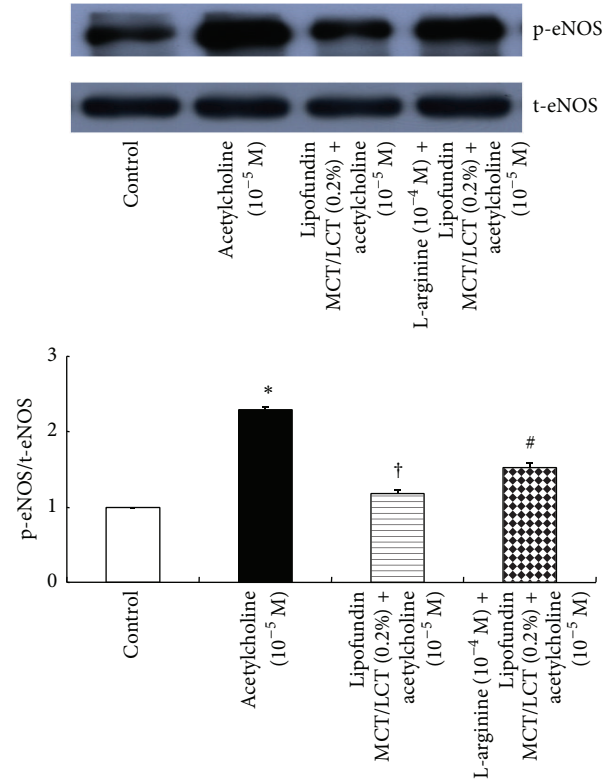 p-eNOS
t-eNOS
Control
Acetylcholine
(10⁻⁵ M)
Lipofundin
MCT/LCT (0.2%) +
acetylcholine
(10⁻⁵ M)
L-arginine (10⁻⁴ M) +
Lipofundin
MCT/LCT (0.2%) +
acetylcholine
(10⁻⁵ M)
p-eNOS/t-eNOS
3
2
1
0
*
†
#
Control
Acetylcholine
(10⁻⁵ M)
Lipofundin
MCT/LCT (0.2%) +
acetylcholine
(10⁻⁵ M)
L-arginine (10⁻⁴ M) +
Lipofundin
MCT/LCT (0.2%) +
acetylcholine
(10⁻⁵ M)